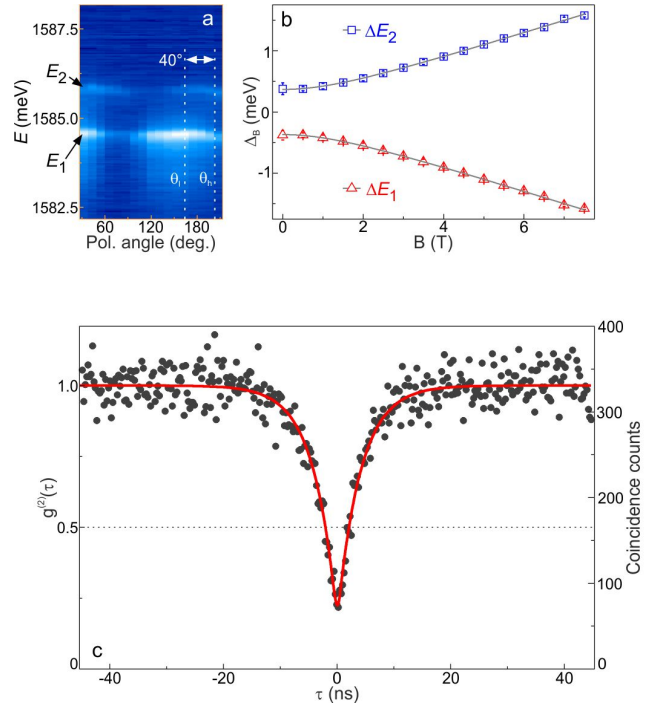 a
1587.5
1585.0
1582.5
E (meV)
E₂
E₁
40°
θₗ
θₕ
60
120
180
Pol. angle (deg.)
b
ΔE₂
ΔE₁
1
0
-1
Δ_B (meV)
0
2
4
6
B (T)
c
1.0
0.5
0
g⁽²⁾(τ)
400
300
200
100
0
Coincidence counts
-40
-20
0
20
40
τ (ns)